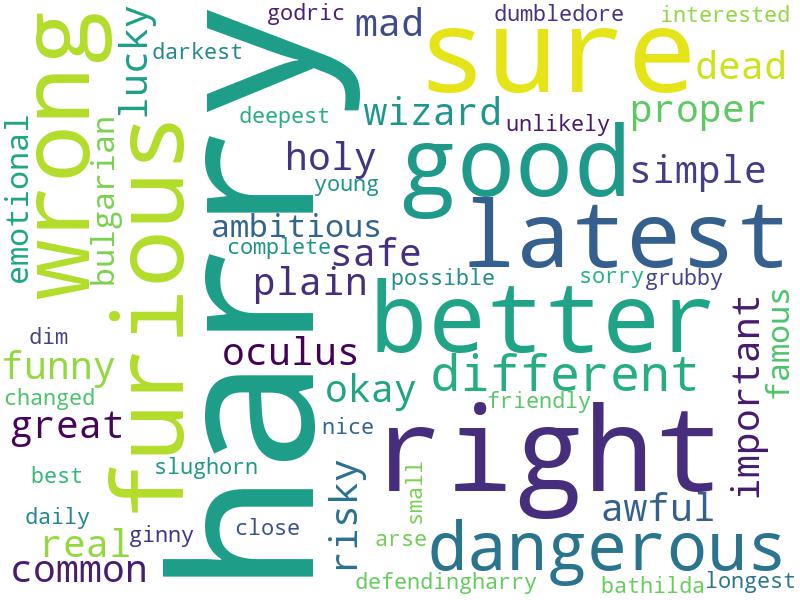 godric
dumbledore
interested
mad
sure
lucky
darkest
dead
wrong
harry
deepest
wizard
proper
unlikely
emotional
bulgarian
furious
holy
good
simple
young
ambitious
latest
complete
safe
plain
possible
sorry
grubby
better
important
famous
dim
oculus
funny
different
okay
changed
friendly
great
nice
right
best
slughorn
risky
small
daily
ginny
close
awful
real
arse
dangerous
common
defendingharry
bathilda
longest